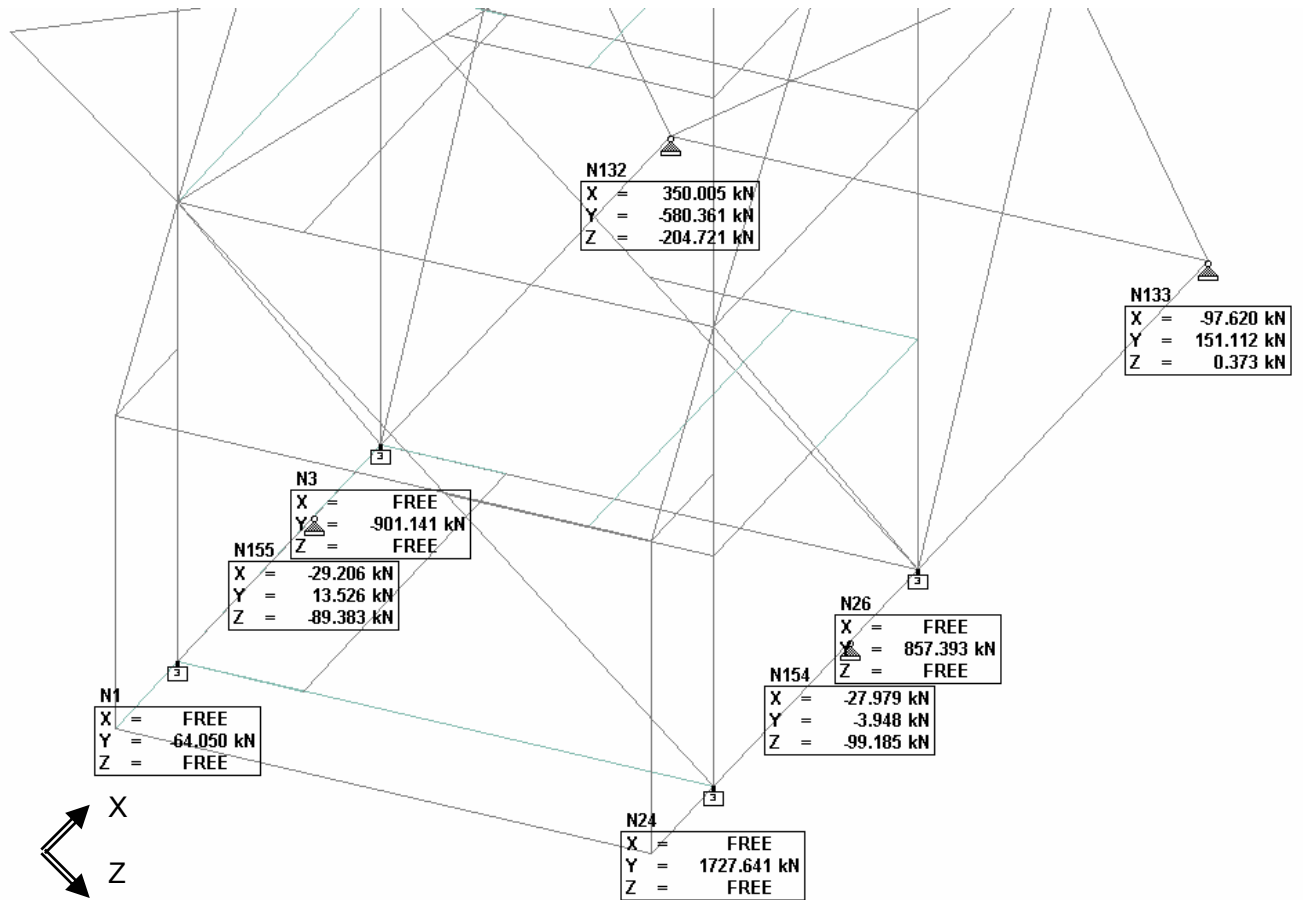 N132
X = 350.005 kN
Y = -580.361 kN
Z = -204.721 kN
N133
X = -97.620 kN
Y = 151.112 kN
Z = 0.373 kN
3
N3
X = FREE
Y = -901.141 kN
Z = FREE
N155
X = -29.206 kN
Y = 13.526 kN
Z = -89.383 kN
3
N26
X = FREE
Y = 857.393 kN
Z = FREE
3
N1
X = FREE
Y = -64.050 kN
Z = FREE
N154
X = -27.979 kN
Y = -3.948 kN
Z = -99.185 kN
3
N24
X = FREE
Y = 1727.641 kN
Z = FREE
X
Z